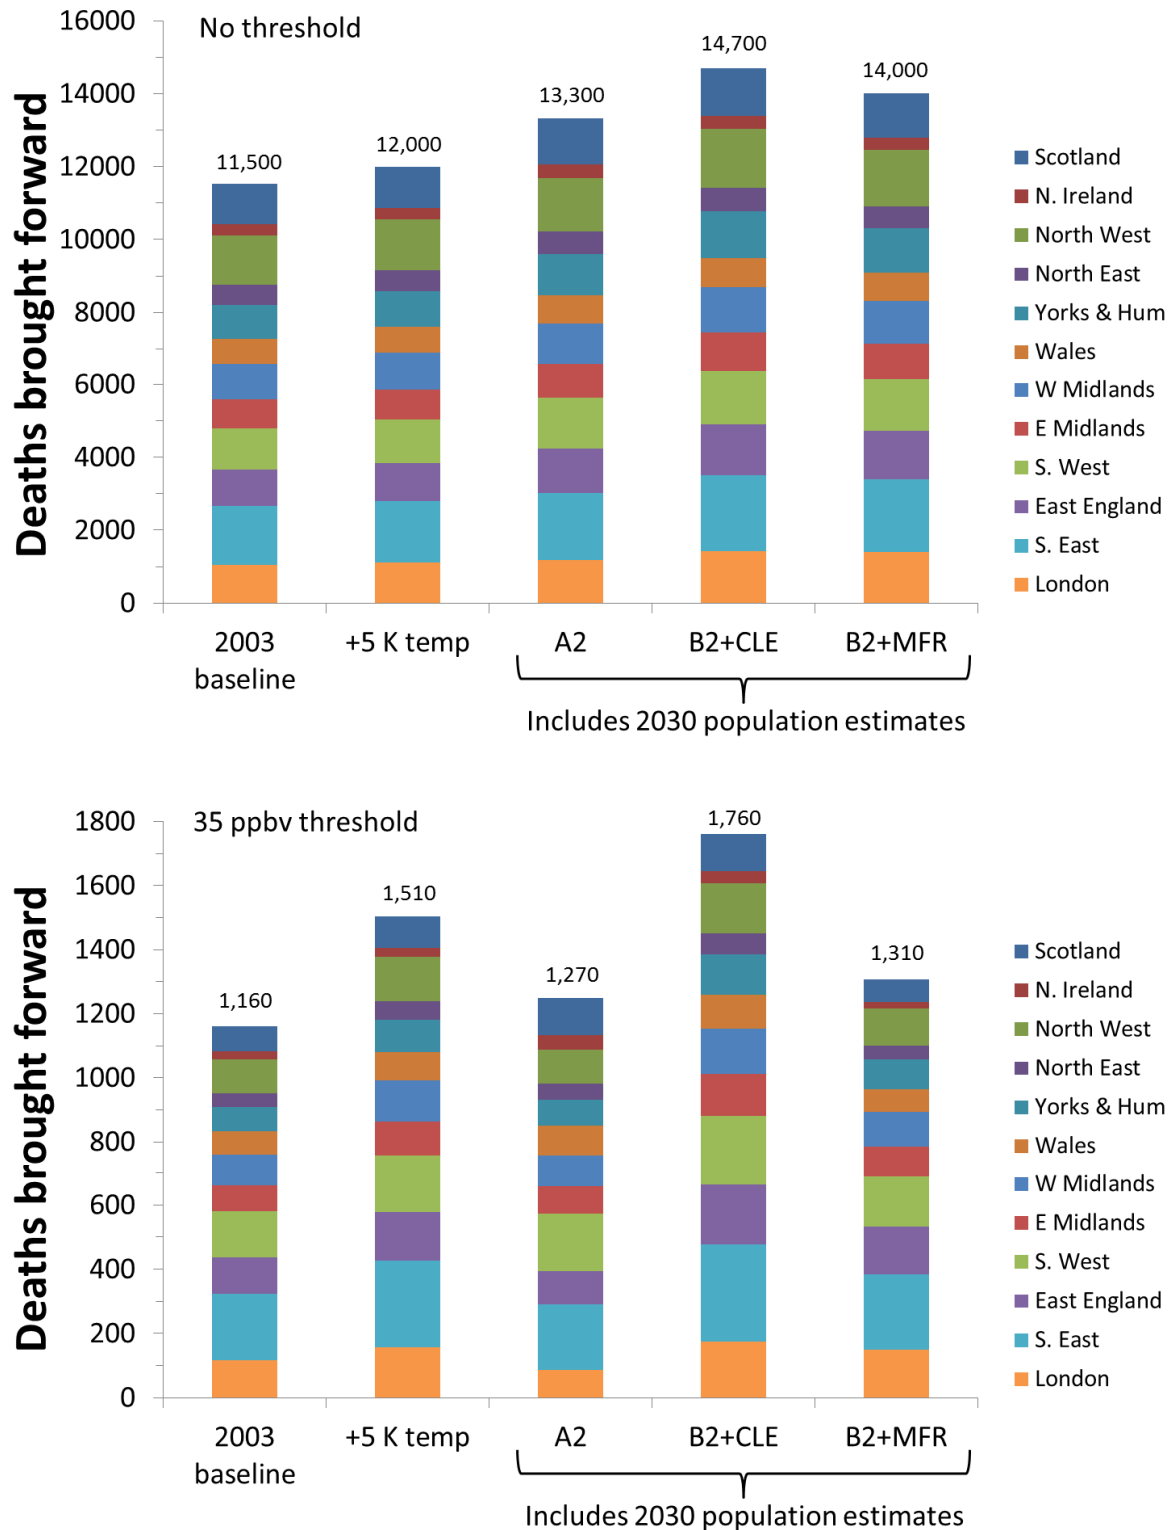 No threshold
Deaths brought forward
16000
14000
12000
10000
8000
6000
4000
2000
0
11,500
12,000
13,300
14,700
14,000
2003
baseline
+5 K temp
A2
B2+CLE
B2+MFR
Includes 2030 population estimates
Scotland
N. Ireland
North West
North East
Yorks & Hum
Wales
W Midlands
E Midlands
S. West
East England
S. East
London
35 ppbv threshold
Deaths brought forward
1800
1600
1400
1200
1000
800
600
400
200
0
1,160
1,510
1,270
1,760
1,310
2003
baseline
+5 K temp
A2
B2+CLE
B2+MFR
Includes 2030 population estimates
Scotland
N. Ireland
North West
North East
Yorks & Hum
Wales
W Midlands
E Midlands
S. West
East England
S. East
London